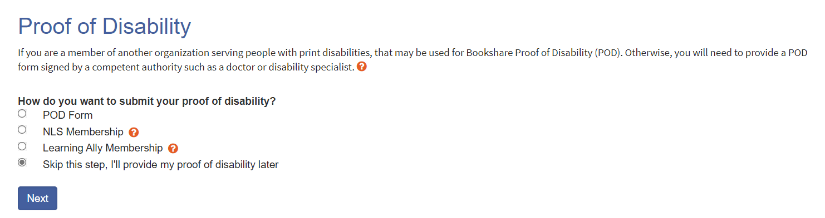 Proof of Disability
If you are a member of another organization serving people with print disabilities, that may be used for Bookshare Proof of Disability (POD). Otherwise, you will need to provide a POD
form signed by a competent authority such as a doctor or disability specialist. ?
How do you want to submit your proof of disability?
POD Form
NLS Membership ?
Learning Ally Membership ?
Skip this step, I'll provide my proof of disability later
Next